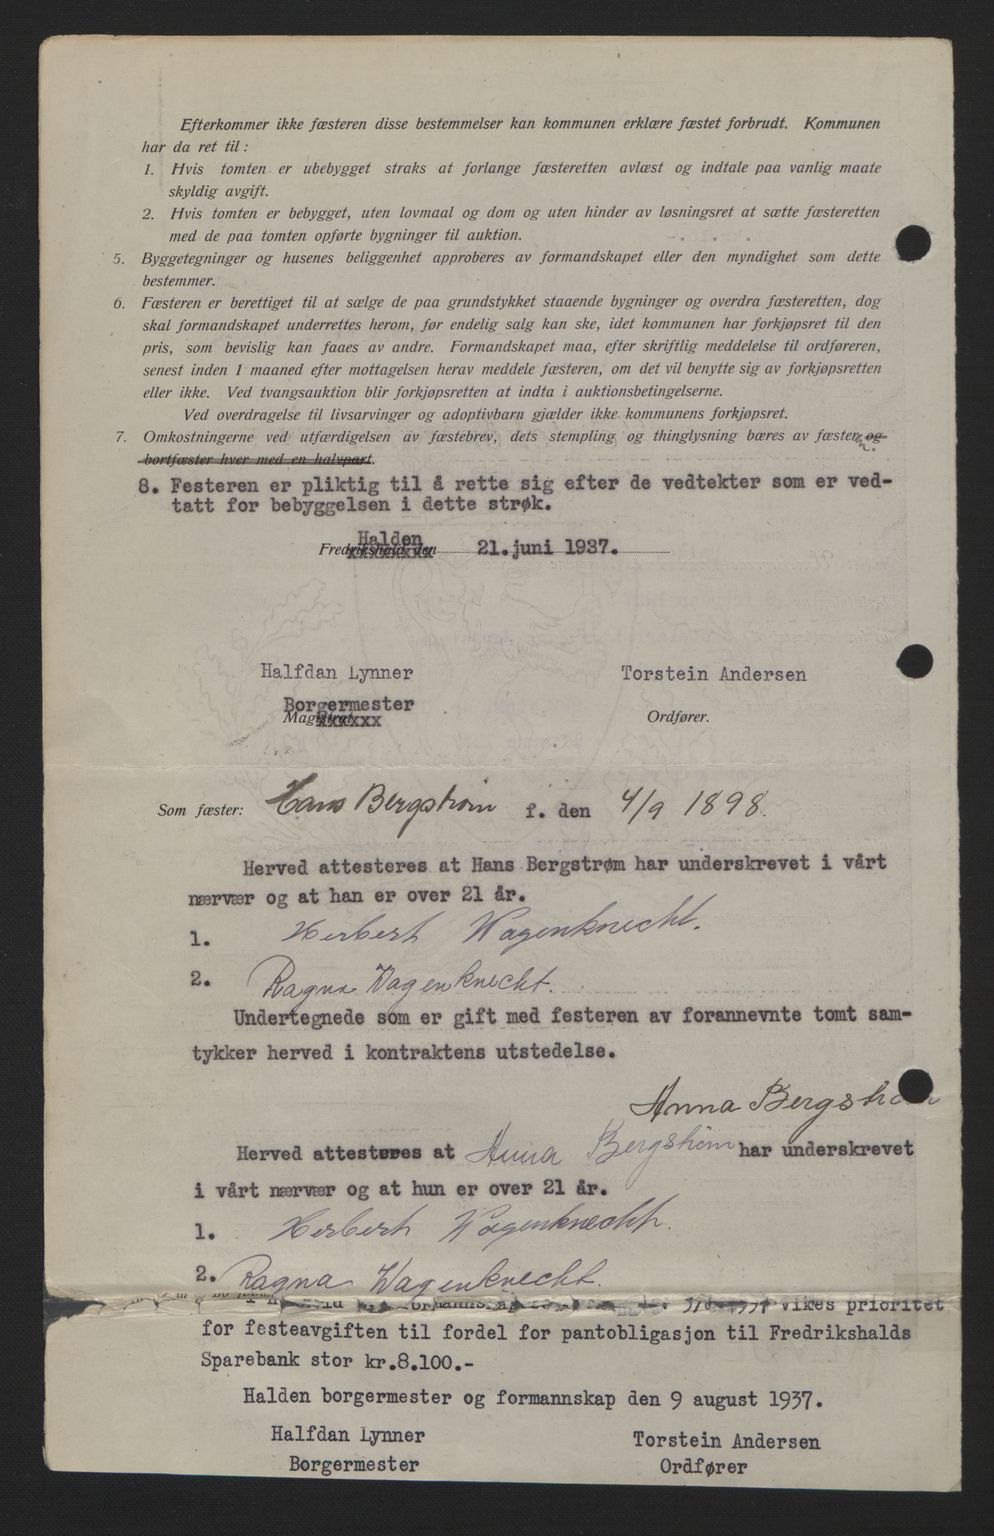 Efterkommer ikke fæsteren disse bestemmelser kan kommunen erklære fæstet forbrudt. Kommunen
har da ret til :
1. Hvis tomten er ubebygget straks at forlange fæsteretten avlæst og indtale paa vanlig maate
skyldig avgift.
2. Hvis tomten er bebygget, uten lovmaal og dom og uten hinder av løsningsret at sætte fæsteretten
med de paa tomten opførte bygninger til auktion.
5. Byggetegninger og husenes beliggenhet approberes av formandskapet eller den myndighet som dette
bestemmer.
6. Fæsteren er berettiget til at sælge de paa grundstykket staaende bygninger og overdra fæsteretten, dog
skal formandskapet underrettes herom, før endelig salg kan ske, idet kommunen har forkjøpsret til den
pris, som bevislig kan faaes av andre. Formandskapet maa, efter skriftlig meddelelse til ordføreren,
senest inden 1 maaned efter mottagelsen herav meddele fæsteren, om det vil benytte sig av forkjøpsretten
eller ikke. Ved tvangsauktion blir forkjøpsretten at indta i auktionsbetingelserne.
Ved overdragelse til livsarvinger og adoptivbarn gjælder ikke kommunens forkjøpsret.
7. Omkostningerne ved utfærdigelsen av fæstebrev, dets stempling og thinglysning bæres av fæsteren. og
bortfæster hver med en halvpart.
8. Festeren er pliktig til å rette sig efter de vedtekter som er ved-
tatt for bebyggelsen i dette strøk.
Halden
Fredrikshald, den 21.juni 1937.
Halfdan Lynner Torstein Andersen
Borgermester
Magistrat. Ordfører.
Som fæster: Hans Bergstrøm f. den 4/9 1898.
Herved attesteres at Hans Bergstrøm har underskrevet i vårt
nærvær og at han er over 21 år.
1. Herbert Wagenknecht.
2. Ragna Wagenknecht.
Undertegnede som er gift med festeren av forannevnte tomt sam-
tykker herved i kontraktens utstedelse.
Anna Bergstrøm
Herved attesteres at Anna Bergstrøm har underskrevet
i vårt nærvær og at hun er over 21 år.
1. Herbert Wagenknecht.
2. Ragna Wagenknecht.
vikes prioritet
for festeavgiften til fordel for pantobligasjon til Fredrikshalds
Sparebank stor kr.8.100.-
Halden borgermester og formannskap den 9 august 1937.
Halfdan Lynner Torstein Andersen
Borgermester Ordfører